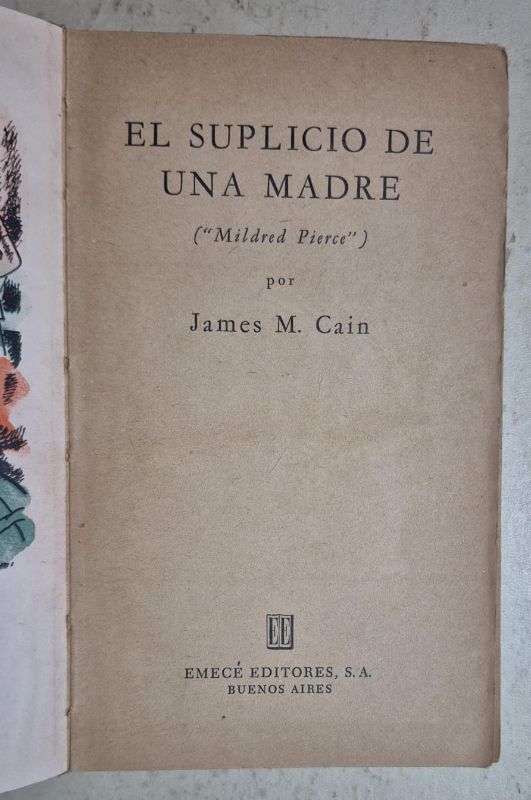 EL SUPLICIO DE
UNA MADRE
("Mildred Pierce")
por
James M. Cain
EE
EMECÉ EDITORES, S.A.
BUENOS AIRES